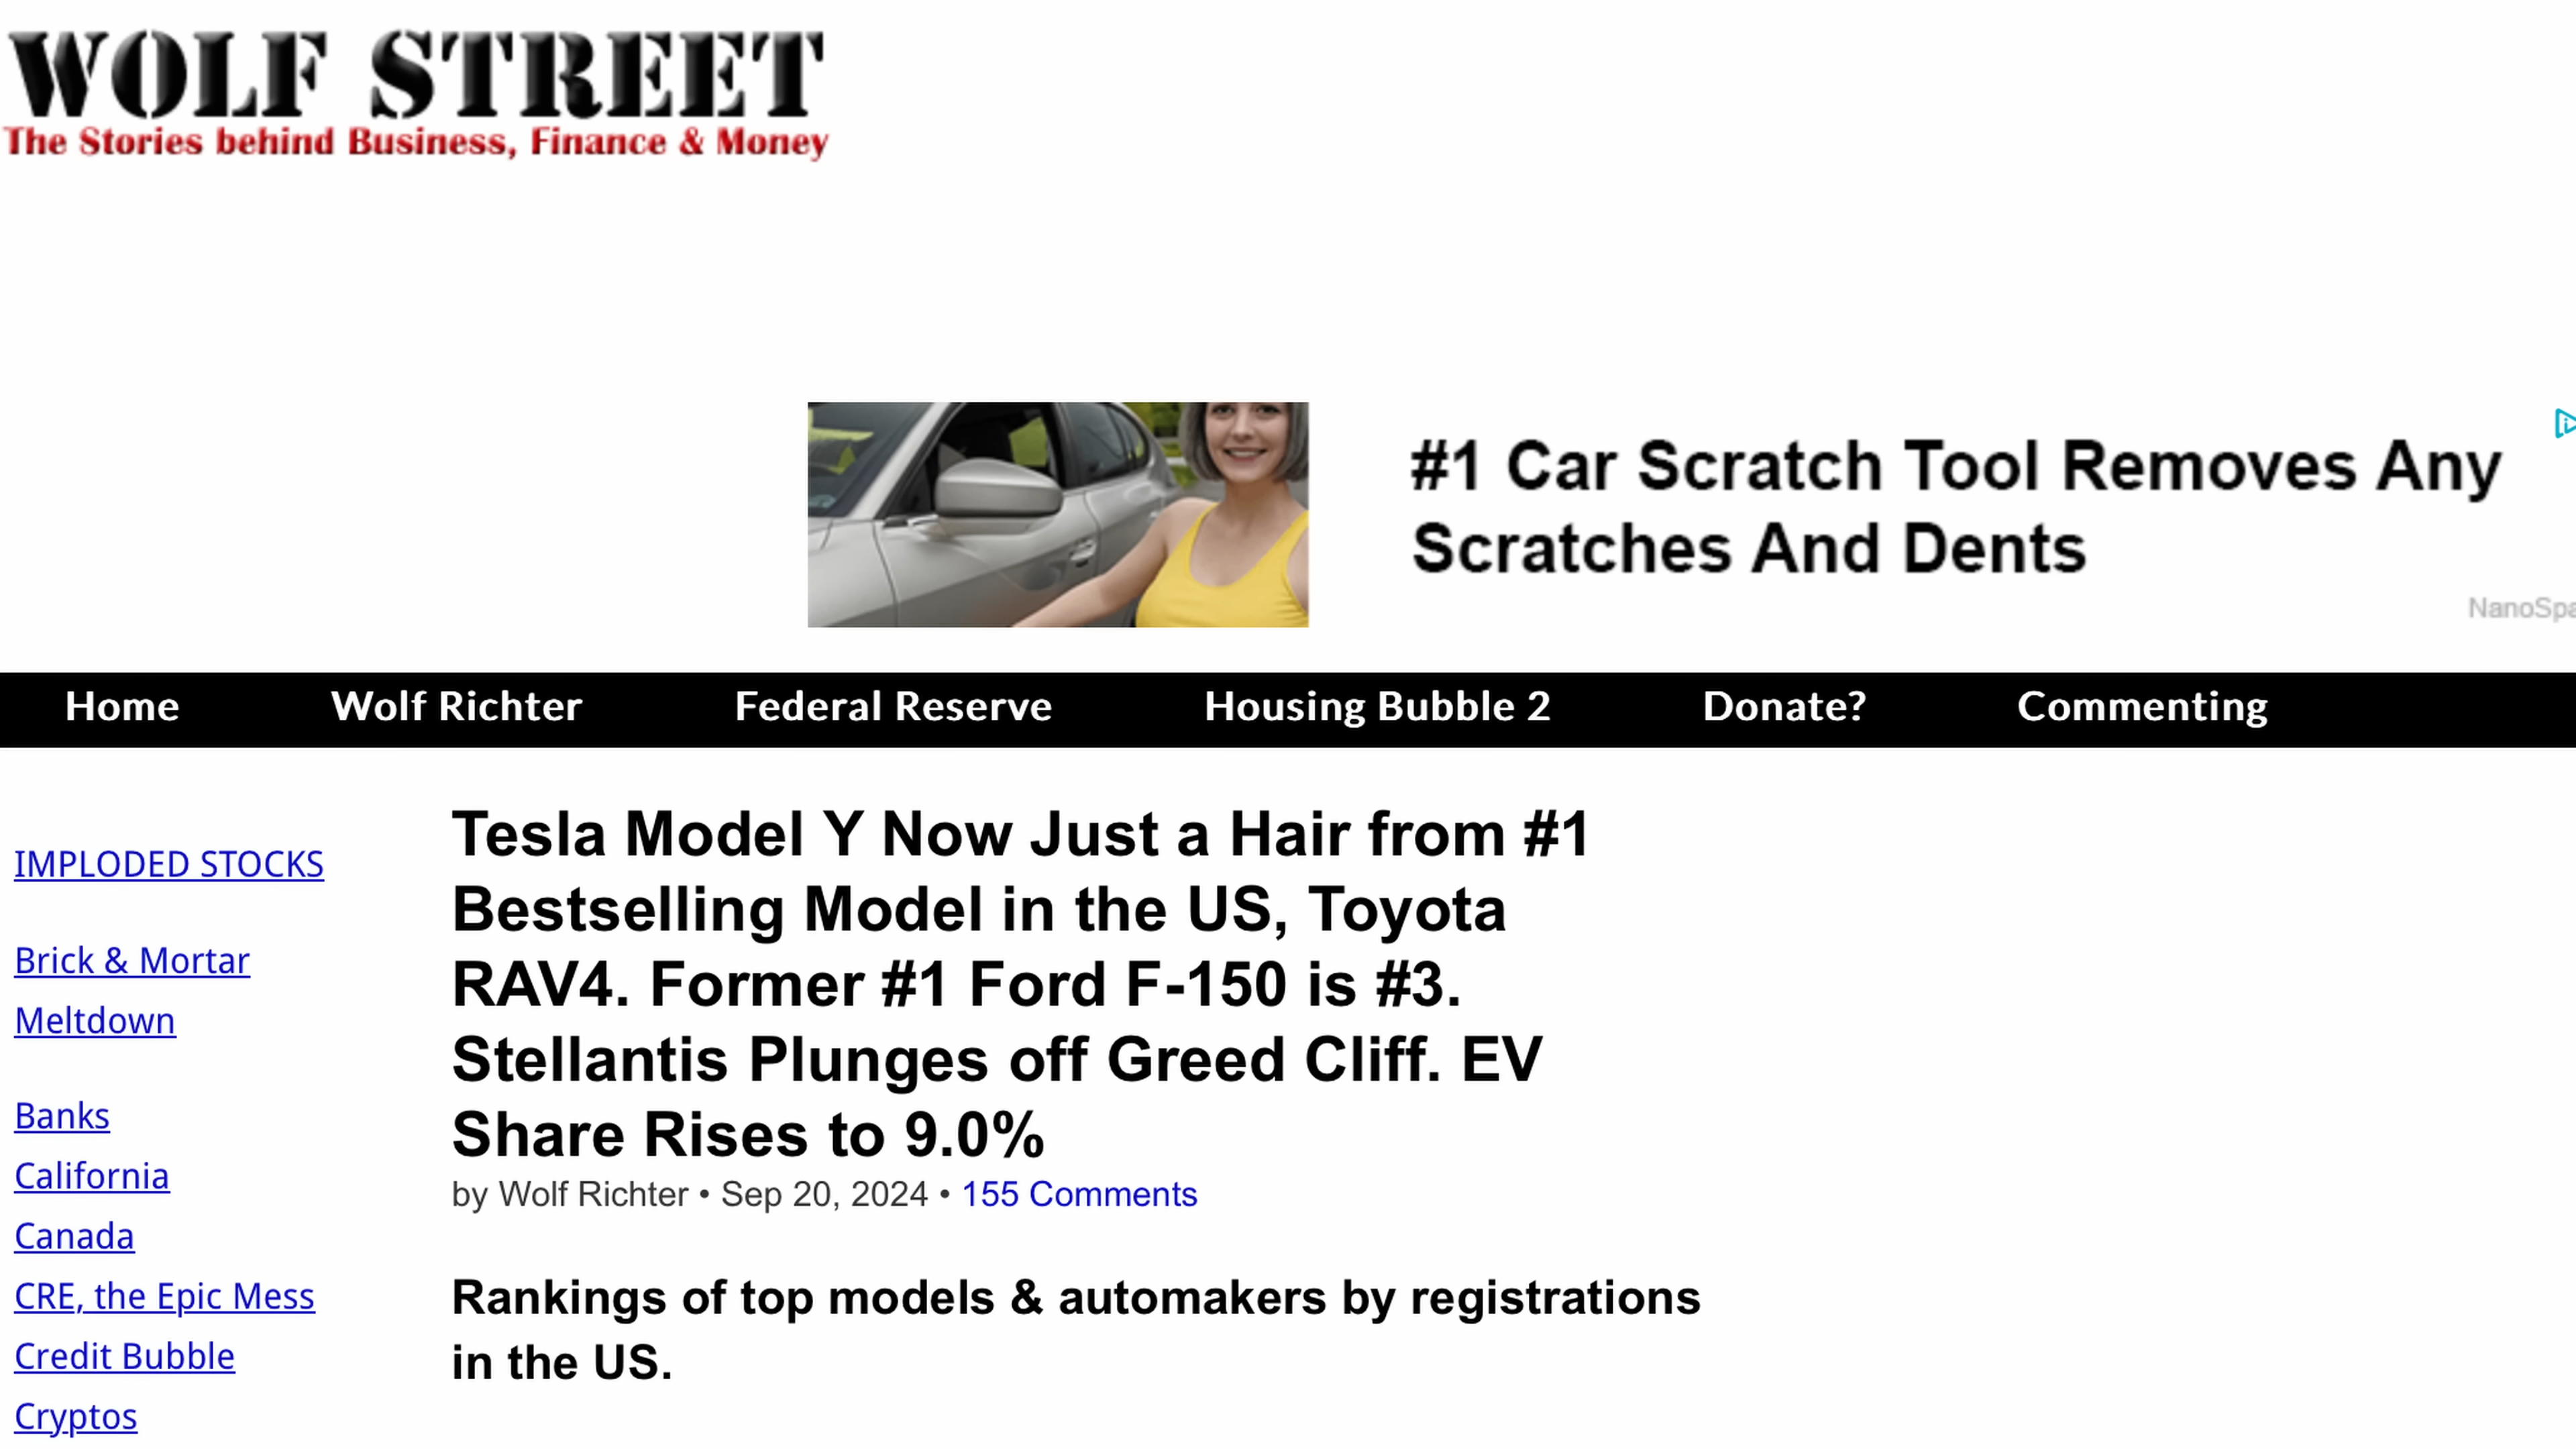 WOLF STREET
The Stories behind Business, Finance & Money
#1 Car Scratch Tool Removes Any
Scratches And Dents
Home Wolf Richter Federal Reserve Housing Bubble 2 Donate? Commenting
IMPLODED STOCKS
Brick & Mortar
Meltdown
Banks
California
Canada
CRE, the Epic Mess
Credit Bubble
Cryptos
Tesla Model Y Now Just a Hair from #1
Bestselling Model in the US, Toyota
RAV4. Former #1 Ford F-150 is #3.
Stellantis Plunges off Greed Cliff. EV
Share Rises to 9.0%
by Wolf Richter • Sep 20, 2024 • 155 Comments
Rankings of top models & automakers by registrations
in the US.